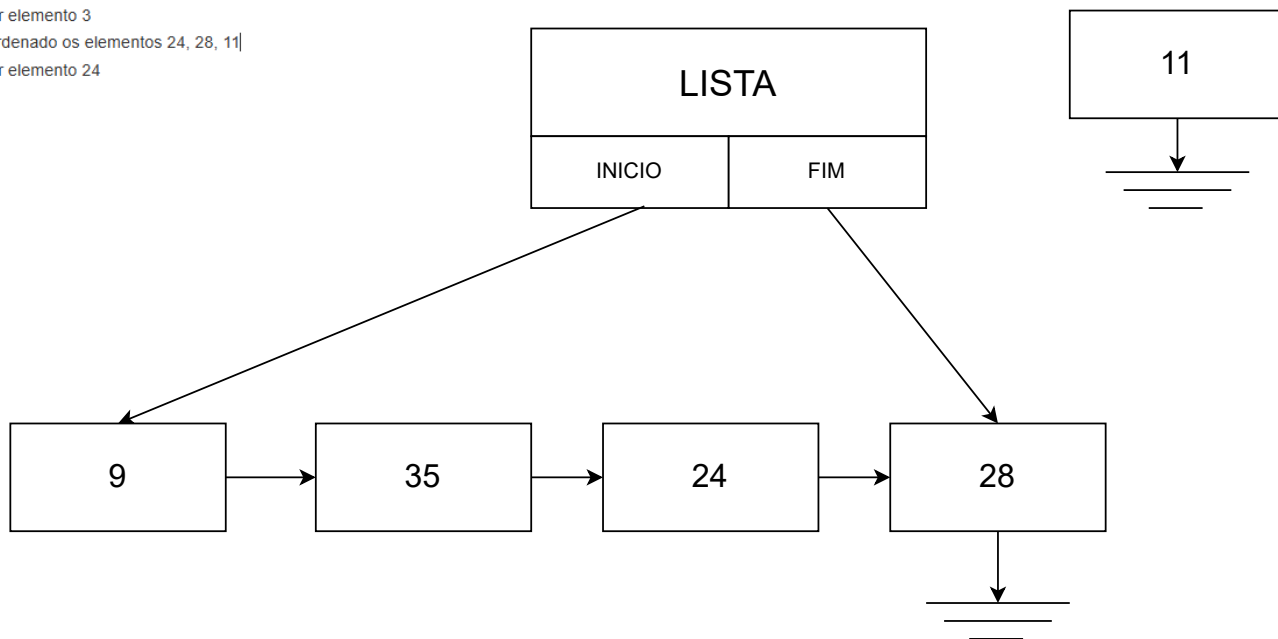 r elemento 3
rdenado os elementos 24, 28, 11
r elemento 24
LISTA
INICIO
FIM
11
9
35
24
28